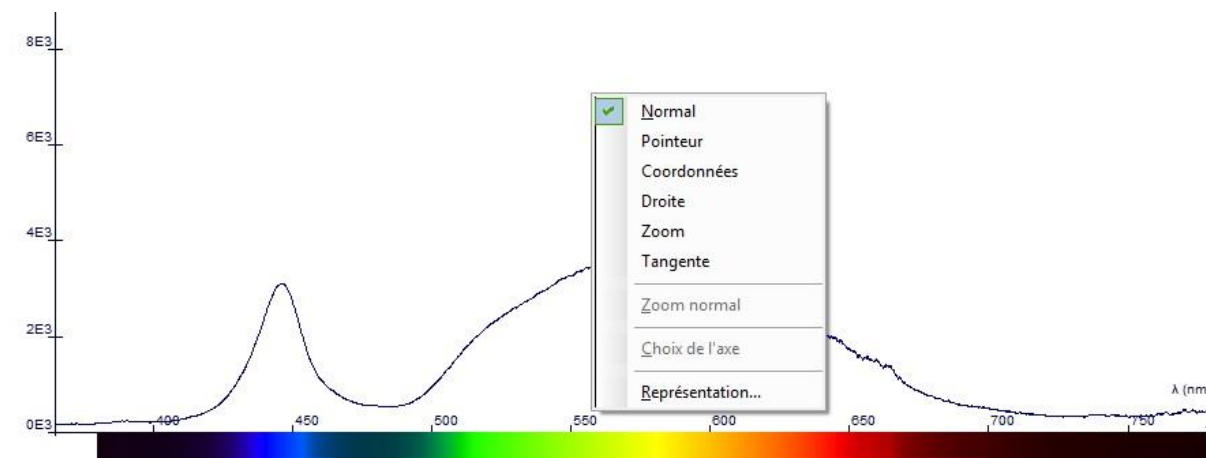 8E3
6E3
4E3
2E3
0E3
Normal
Pointeur
Coordonnées
Droite
Zoom
Tangente
Zoom normal
Choix de l'axe
Représentation...
λ (nm
400 450 500 550 600 650 700 750